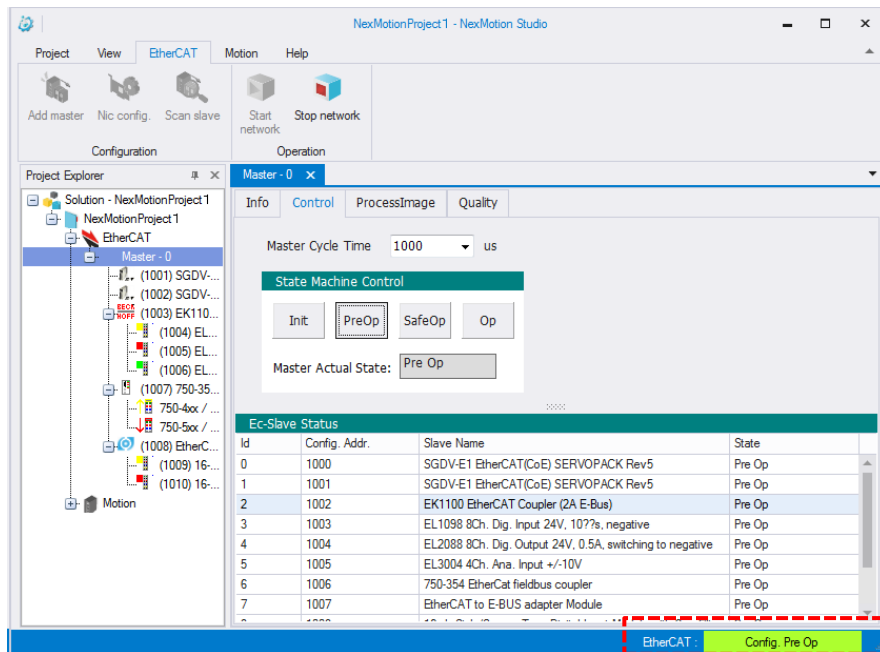 NexMotionProject1 - NexMotion Studio
Project View EtherCAT Motion Help
Add master Nic config. Scan slave Start network Stop network
Configuration Operation
Project Explorer
Solution - NexMotionProject1
NexMotionProject1
EtherCAT
Master - 0
(1001) SGDV-...
(1002) SGDV-...
(1003) EK110...
(1004) EL...
(1005) EL...
(1006) EL...
(1007) 750-35...
750-4xx / ...
750-5xx / ...
(1008) EtherC...
(1009) 16-...
(1010) 16-...
Motion
Master - 0
Info Control ProcessImage Quality
Master Cycle Time 1000 us
State Machine Control
Init PreOp SafeOp Op
Master Actual State: Pre Op
Ec-Slave Status
Id Config. Addr. Slave Name State
0 1000 SGDV-E1 EtherCAT(CoE) SERVOPACK Rev5 Pre Op
1 1001 SGDV-E1 EtherCAT(CoE) SERVOPACK Rev5 Pre Op
2 1002 EK1100 EtherCAT Coupler (2A E-Bus) Pre Op
3 1003 EL1098 8Ch. Dig. Input 24V, 10??s, negative Pre Op
4 1004 EL2088 8Ch. Dig. Output 24V, 0.5A, switching to negative Pre Op
5 1005 EL3004 4Ch. Ana. Input +/-10V Pre Op
6 1006 750-354 EtherCat fieldbus coupler Pre Op
7 1007 EtherCAT to E-BUS adapter Module Pre Op
EtherCAT : Config. Pre Op